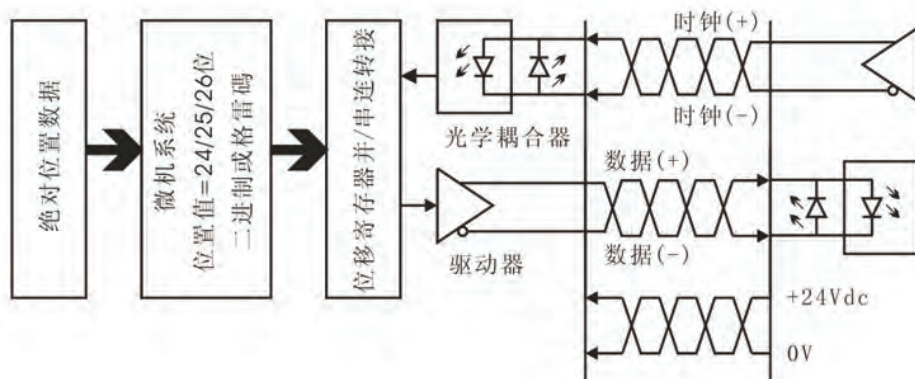 绝对位置数据
微机系统
位置值=24/25/26位
二进制或格雷碼
位移寄存器并/串连转接
光学耦合器
驱动器
时钟(+)
时钟(-)
数据(+)
数据(-)
+24Vdc
0V